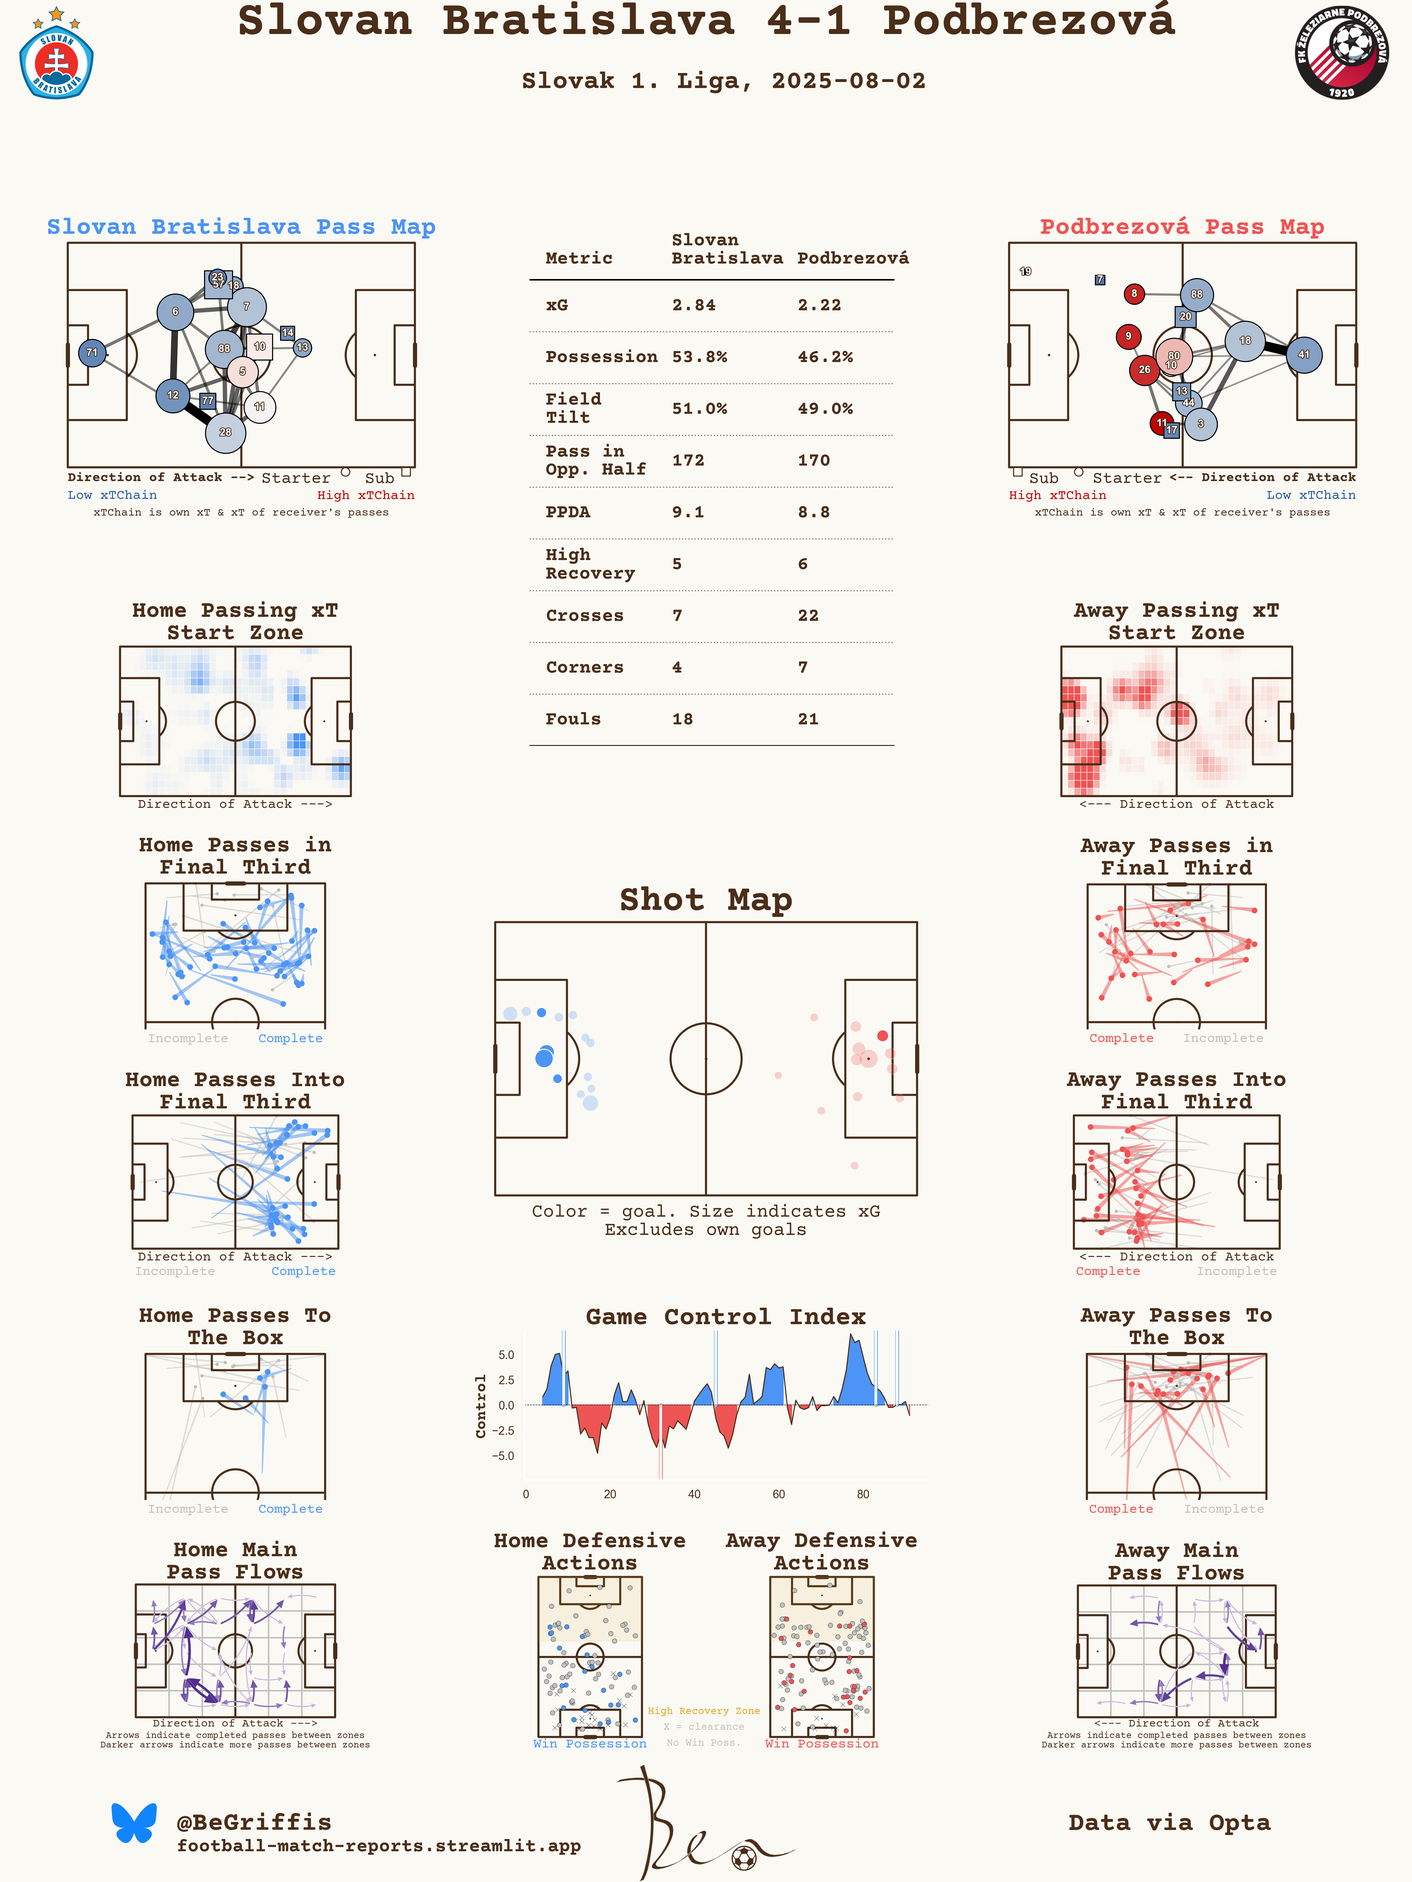 Slovan Bratislava 4-1 Podbrezová
Slovak 1. Liga, 2025-08-02
SLOVAN
BRATISLAVA
FK ŽELEZIARNE PODBREZOVÁ
1920
Slovan Bratislava Pass Map
23
57
18
6
7
14
71
88
10
13
5
12
77
11
28
Direction of Attack --> Starter Sub
Low xTChain High xTChain
xTChain is own xT & xT of receiver's passes
Metric Slovan Bratislava Podbrezová
xG 2.84 2.22
Possession 53.8% 46.2%
Field Tilt 51.0% 49.0%
Pass in Opp. Half 172 170
PPDA 9.1 8.8
High Recovery 5 6
Crosses 7 22
Corners 4 7
Fouls 18 21
Podbrezová Pass Map
19
7
8
88
20
9
18
80
41
10
26
13
44
11
17
3
Sub Starter <-- Direction of Attack
High xTChain Low xTChain
xTChain is own xT & xT of receiver's passes
Home Passing xT
Start Zone
Direction of Attack --->
Away Passing xT
Start Zone
<--- Direction of Attack
Home Passes in
Final Third
Incomplete Complete
Away Passes in
Final Third
Complete Incomplete
Shot Map
Color = goal. Size indicates xG
Excludes own goals
Home Passes Into
Final Third
Direction of Attack --->
Incomplete Complete
Away Passes Into
Final Third
<--- Direction of Attack
Complete Incomplete
Home Passes To
The Box
Incomplete Complete
Game Control Index
Control
5.0
2.5
0.0
−2.5
−5.0
0 20 40 60 80
Away Passes To
The Box
Complete Incomplete
Home Main
Pass Flows
Direction of Attack --->
Arrows indicate completed passes between zones
Darker arrows indicate more passes between zones
Home Defensive
Actions
Win Possession
High Recovery Zone
X = clearance
No Win Poss.
Away Defensive
Actions
Win Possession
Away Main
Pass Flows
<--- Direction of Attack
Arrows indicate completed passes between zones
Darker arrows indicate more passes between zones
@BeGriffis
football-match-reports.streamlit.app
Ben
Data via Opta